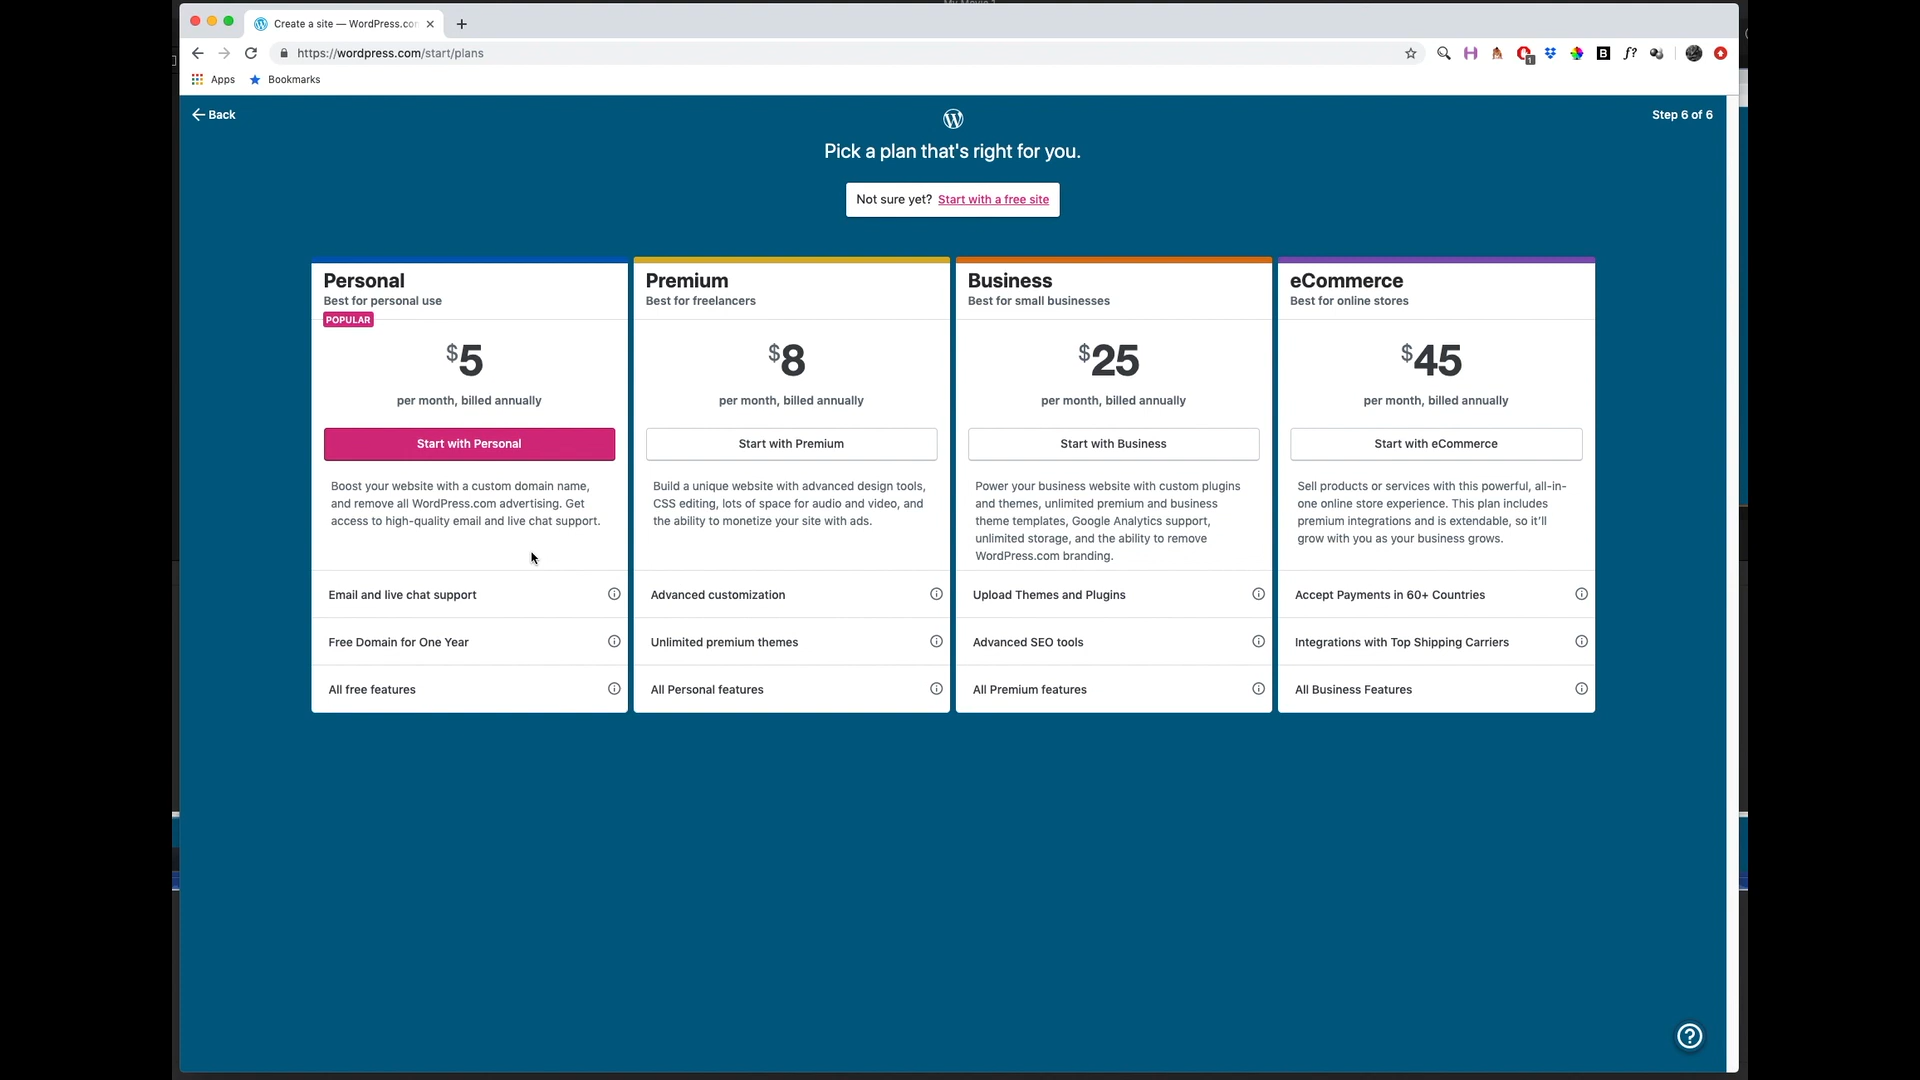 Create a site — WordPress.co
https://wordpress.com/start/plans
Apps
Bookmarks
Back
Step 6 of 6
Pick a plan that's right for you.
Not sure yet? Start with a free site
Personal
Best for personal use
POPULAR
$5
per month, billed annually
Start with Personal
Boost your website with a custom domain name,
and remove all WordPress.com advertising. Get
access to high-quality email and live chat support.
Email and live chat support
Free Domain for One Year
All free features
Premium
Best for freelancers
$8
per month, billed annually
Start with Premium
Build a unique website with advanced design tools,
CSS editing, lots of space for audio and video, and
the ability to monetize your site with ads.
Advanced customization
Unlimited premium themes
All Personal features
Business
Best for small businesses
$25
per month, billed annually
Start with Business
Power your business website with custom plugins
and themes, unlimited premium and business
theme templates, Google Analytics support,
unlimited storage, and the ability to remove
WordPress.com branding.
Upload Themes and Plugins
Advanced SEO tools
All Premium features
eCommerce
Best for online stores
$45
per month, billed annually
Start with eCommerce
Sell products or services with this powerful, all-in-
one online store experience. This plan includes
premium integrations and is extendable, so it'll
grow with you as your business grows.
Accept Payments in 60+ Countries
Integrations with Top Shipping Carriers
All Business Features